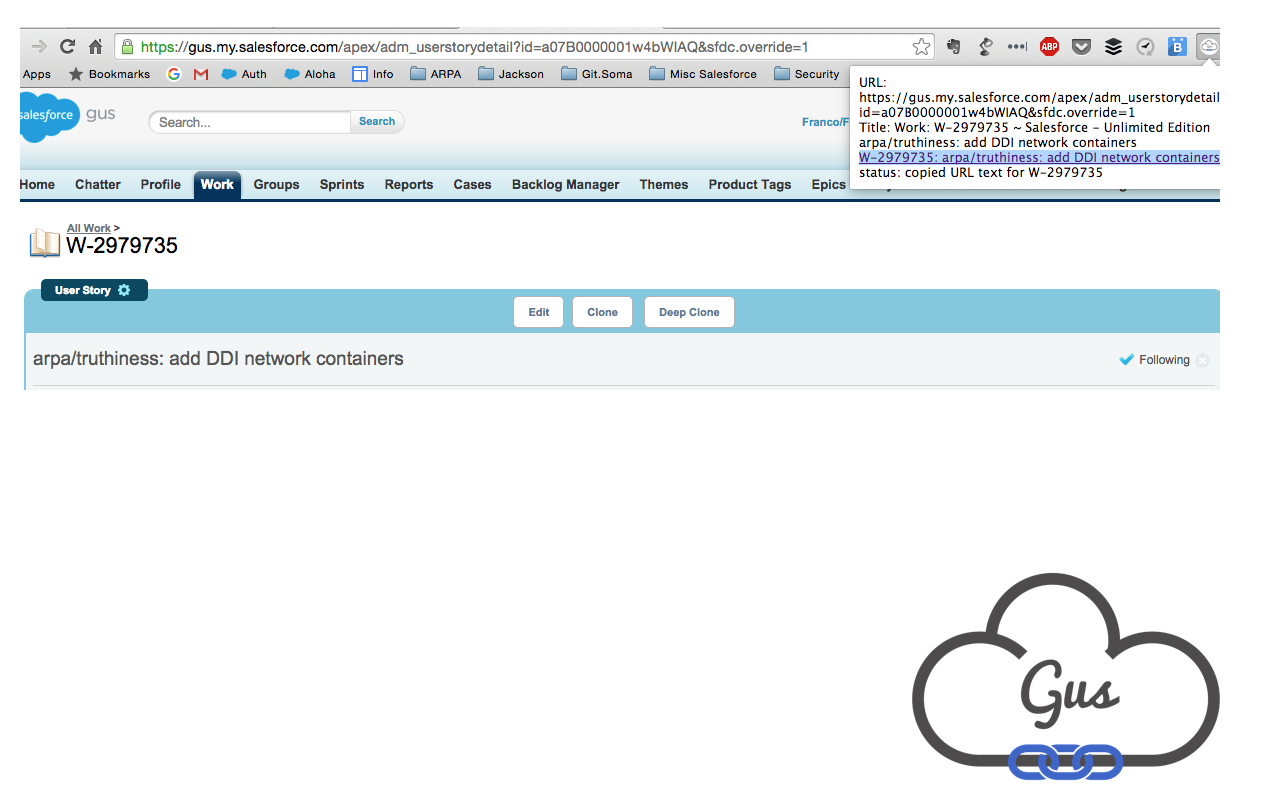 https://gus.my.salesforce.com/apex/adm_userstorydetail?id=a07B0000001w4bWIAQ&sfdc.override=1
ABP
B
Apps Bookmarks G M Auth Aloha Info ARPA Jackson Git.Soma Misc Salesforce Security
URL:
https://gus.my.salesforce.com/apex/adm_userstorydetail
id=a07B0000001w4bWIAQ&sfdc.override=1
Title: Work: W-2979735 ~ Salesforce - Unlimited Edition
arpa/truthiness: add DDI network containers
W-2979735: arpa/truthiness: add DDI network containers
status: copied URL text for W-2979735
salesforce gus
Search... Search
Franco/F
Home Chatter Profile Work Groups Sprints Reports Cases Backlog Manager Themes Product Tags Epics
All Work >
W-2979735
User Story
Edit Clone Deep Clone
arpa/truthiness: add DDI network containers
Following
Gus